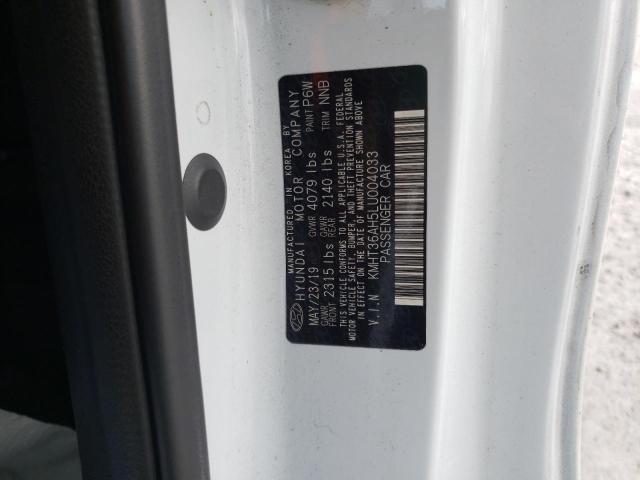 MANUFACTURED IN KOREA BY
HYUNDAI MOTOR COMPANY
MAY/23/19 GVWR 4079 lbs PAINT P6W
GAWR FRONT 2315 lbs GAWR REAR 2140 lbs TRIM NNB
THIS VEHICLE CONFORMS TO ALL APPLICABLE U.S. FEDERAL
MOTOR VEHICLE SAFETY, BUMPER, AND THEFT PREVENTION STANDARDS
IN EFFECT ON THE DATE OF MANUFACTURE SHOWN ABOVE
V.I.N KMHT36AH5LU004033
PASSENGER CAR